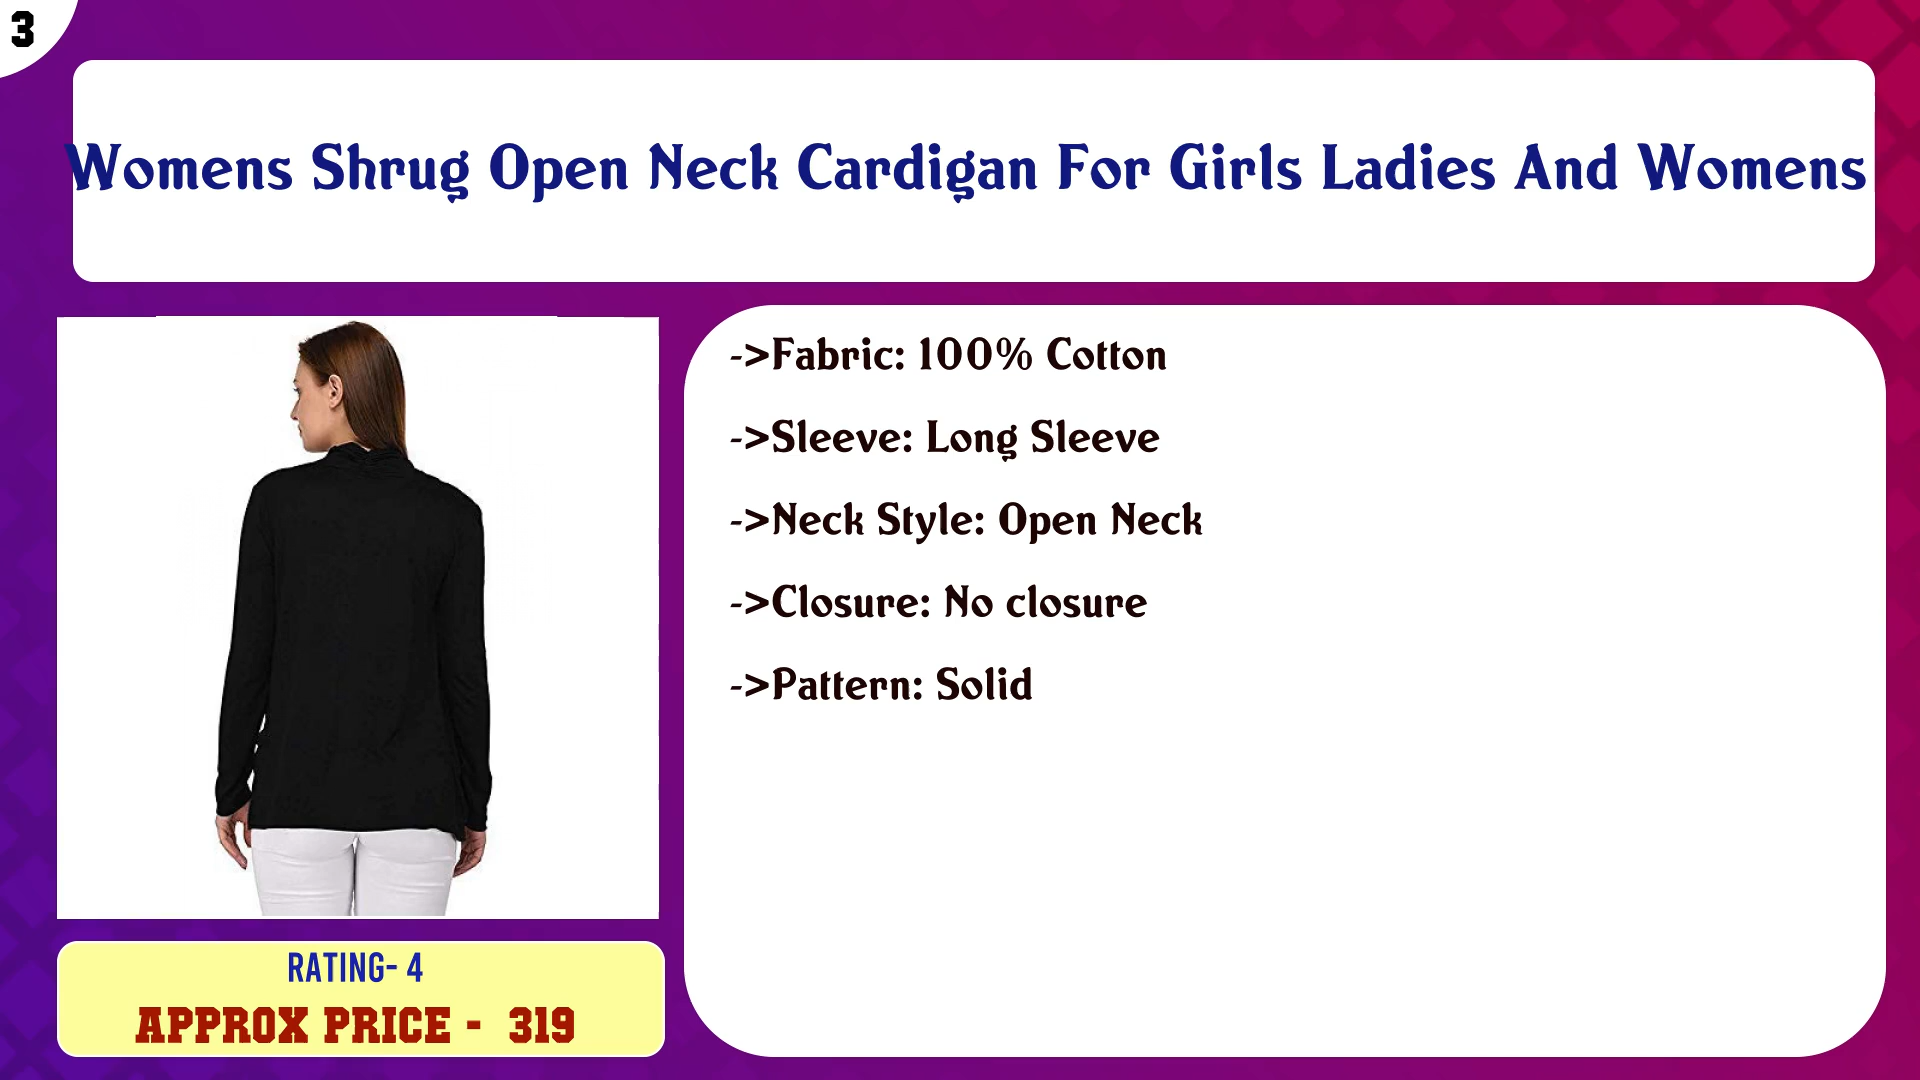 3
Womens Shrug Open Neck Cardigan For Girls Ladies And Womens
->Fabric: 100% Cotton
->Sleeve: Long Sleeve
->Neck Style: Open Neck
->Closure: No closure
->Pattern: Solid
RATING- 4
APPROX PRICE - 319